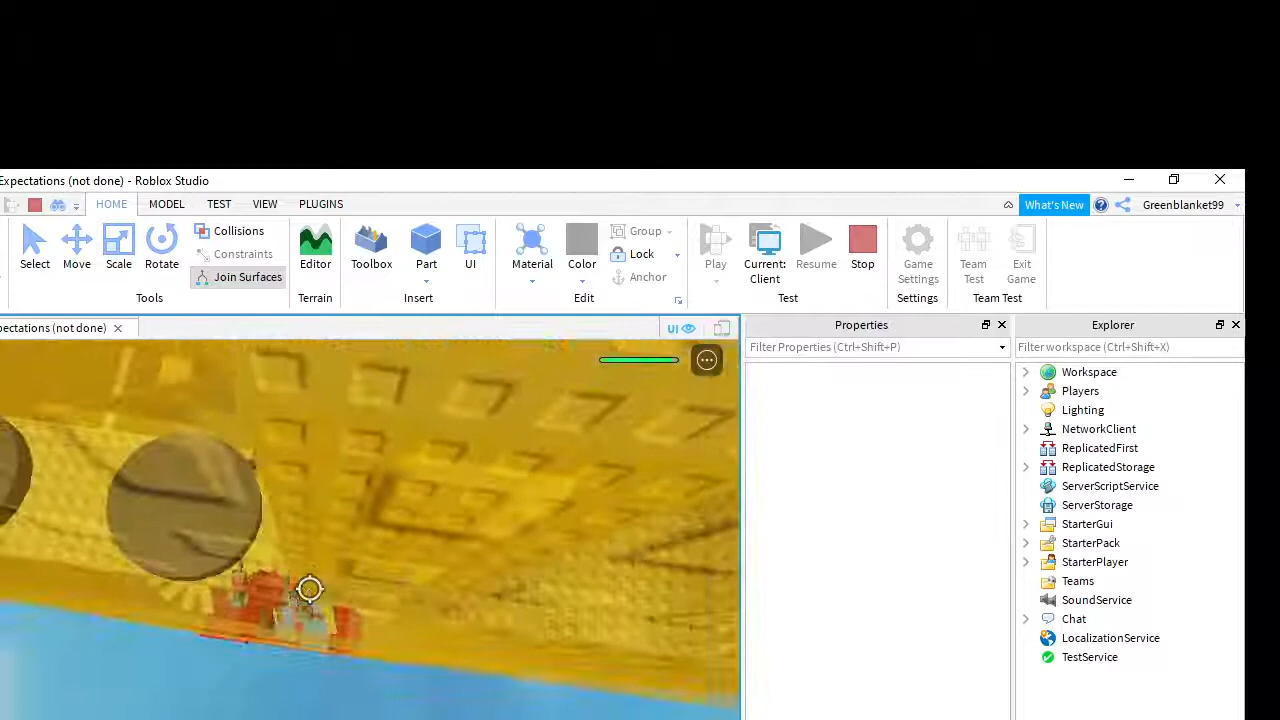 Expectations (not done) - Roblox Studio
HOME MODEL TEST VIEW PLUGINS What's New Greenblanket99
Select Move Scale Rotate Collisions Constraints Join Surfaces Editor Toolbox Part UI Material Color Group Lock Anchor Play Current: Client Resume Stop Game Settings Team Test Exit Game
Tools Terrain Insert Edit Test Settings Team Test
pectations (not done) UI
Properties
Filter Properties (Ctrl+Shift+P)
Explorer
Filter workspace (Ctrl+Shift+X)
Workspace
Players
Lighting
NetworkClient
ReplicatedFirst
ReplicatedStorage
ServerScriptService
ServerStorage
StarterGui
StarterPack
StarterPlayer
Teams
SoundService
Chat
LocalizationService
TestService